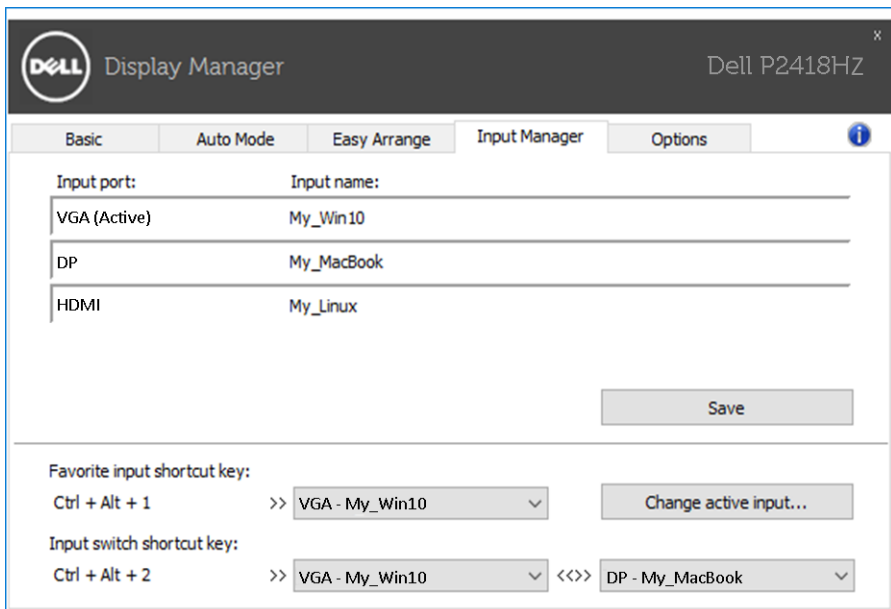 DELL Display Manager Dell P2418HZ x
Basic Auto Mode Easy Arrange Input Manager Options i
Input port: Input name:
VGA (Active) My_Win10
DP My_MacBook
HDMI My_Linux
Save
Favorite input shortcut key:
Ctrl + Alt + 1 >> VGA - My_Win10 Change active input...
Input switch shortcut key:
Ctrl + Alt + 2 >> VGA - My_Win10 <<>> DP - My_MacBook